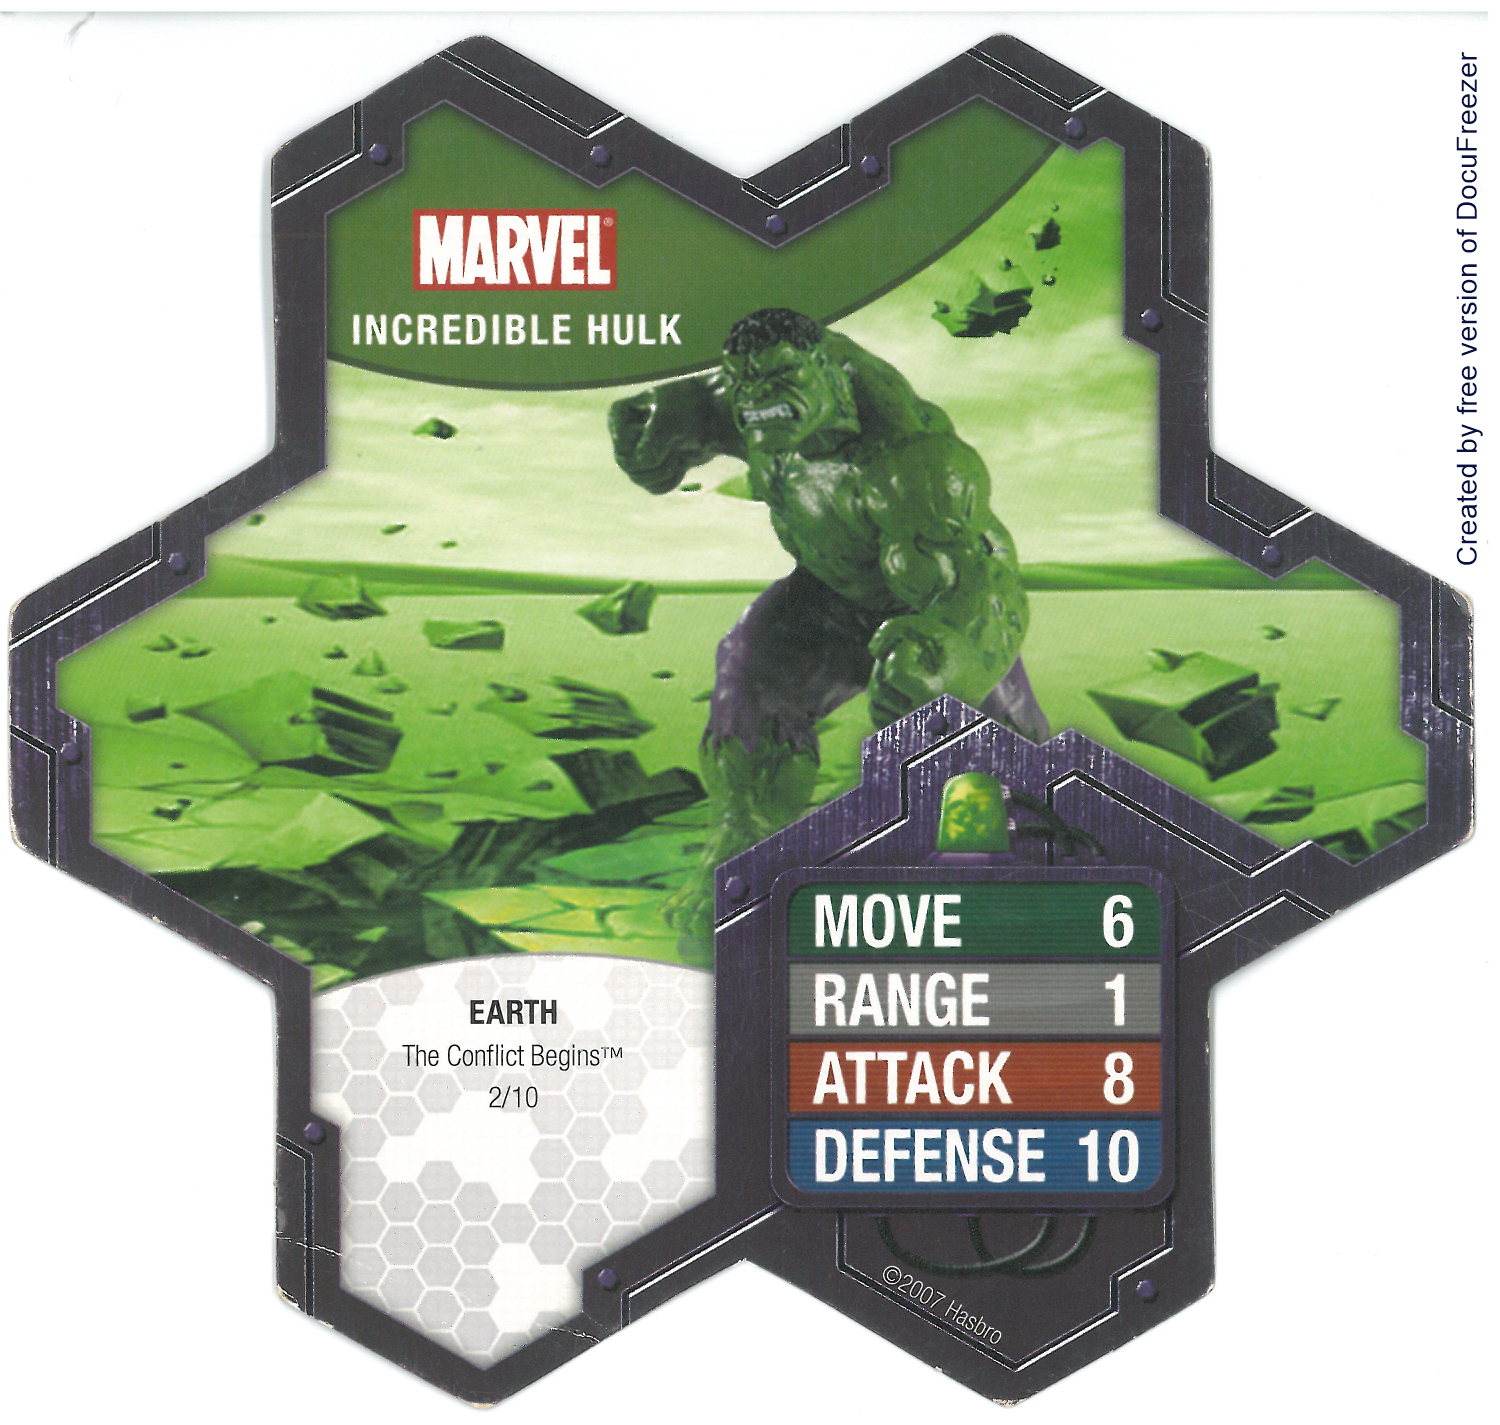 MARVEL®
INCREDIBLE HULK
EARTH
The Conflict Begins™
2/10
MOVE 6
RANGE 1
ATTACK 8
DEFENSE 10
©2007 Hasbro
Created by free version of DocuFreezer